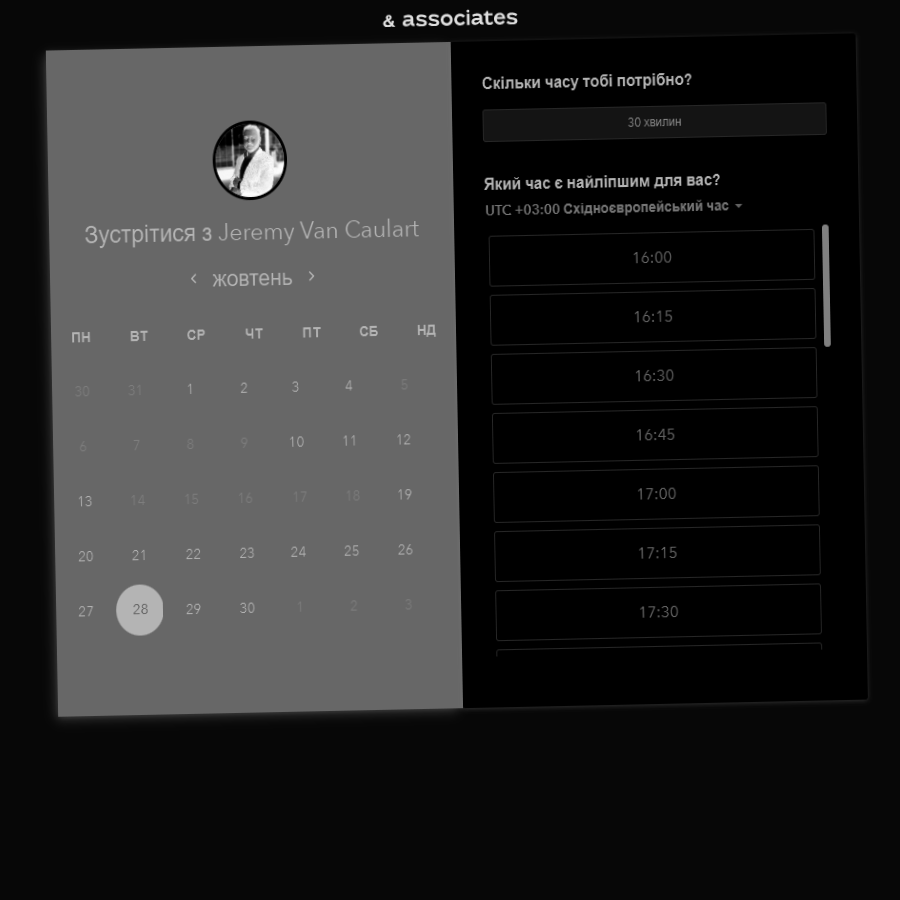 & associates
Зустрітися з Jeremy Van Caulart
жовтень
ПН ВТ СР ЧТ ПТ СБ НД
30 31 1 2 3 4 5
6 7 8 9 10 11 12
13 14 15 16 17 18 19
20 21 22 23 24 25 26
27 28 29 30 1 2 3
Скільки часу тобі потрібно?
30 хвилин
Який час є найліпшим для вас?
UTC +03:00 Східноєвропейський час
16:00
16:15
16:30
16:45
17:00
17:15
17:30